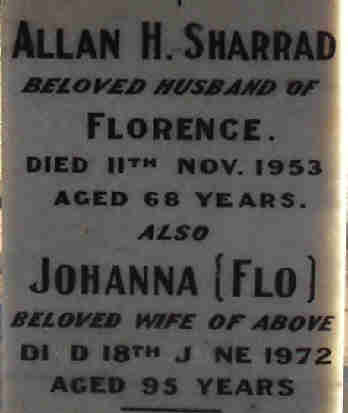 ALLAN H. SHARRAD
BELOVED HUSBAND OF
FLORENCE.
DIED 11TH NOV. 1953
AGED 68 YEARS.
ALSO
JOHANNA (FLO)
BELOVED WIFE OF ABOVE
DI D 18TH J NE 1972
AGED 95 YEARS